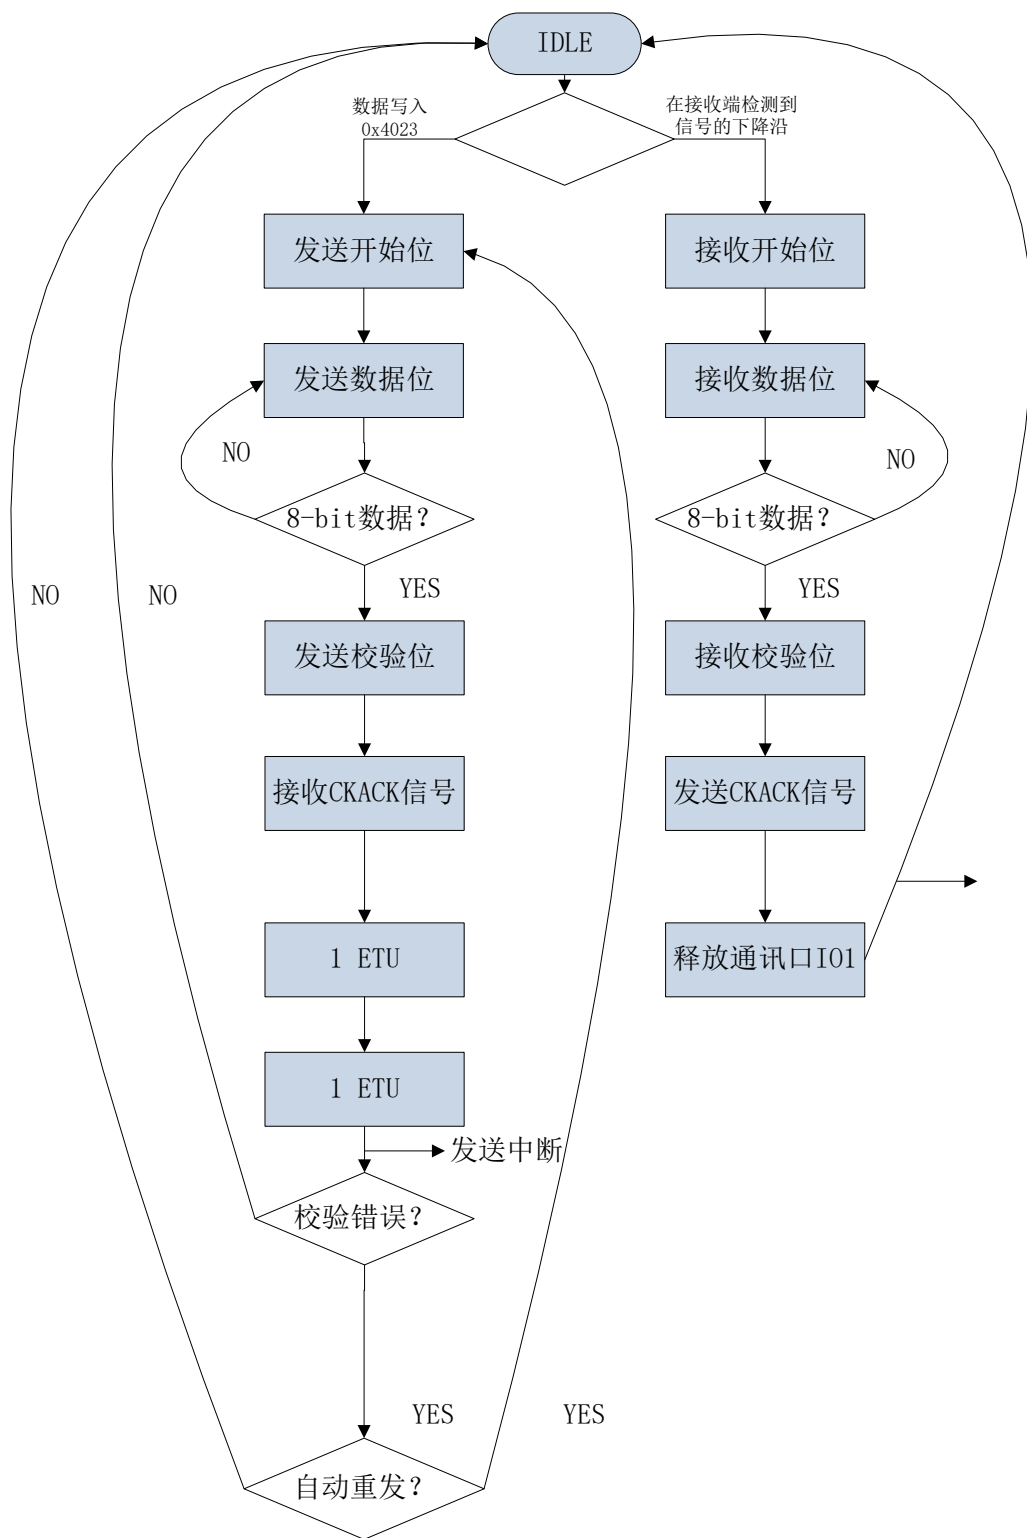 IDLE
数据写入
0x4023
在接收端检测到
信号的下降沿
发送开始位
接收开始位
发送数据位
接收数据位
NO
NO
8-bit数据?
8-bit数据?
YES
YES
NO
NO
发送校验位
接收校验位
接收CKACK信号
发送CKACK信号
1 ETU
释放通讯口IO1
1 ETU
发送中断
校验错误?
YES
YES
自动重发?